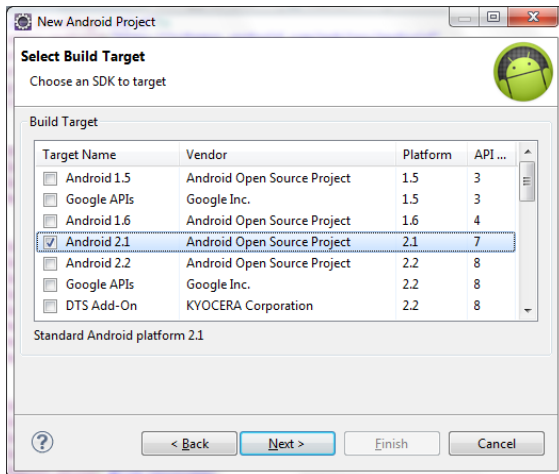 New Android Project
Select Build Target
Choose an SDK to target
Build Target
Target Name Vendor Platform API ...
Android 1.5 Android Open Source Project 1.5 3
Google APIs Google Inc. 1.5 3
Android 1.6 Android Open Source Project 1.6 4
Android 2.1 Android Open Source Project 2.1 7
Android 2.2 Android Open Source Project 2.2 8
Google APIs Google Inc. 2.2 8
DTS Add-On KYOCERA Corporation 2.2 8
Standard Android platform 2.1
? < Back Next > Finish Cancel